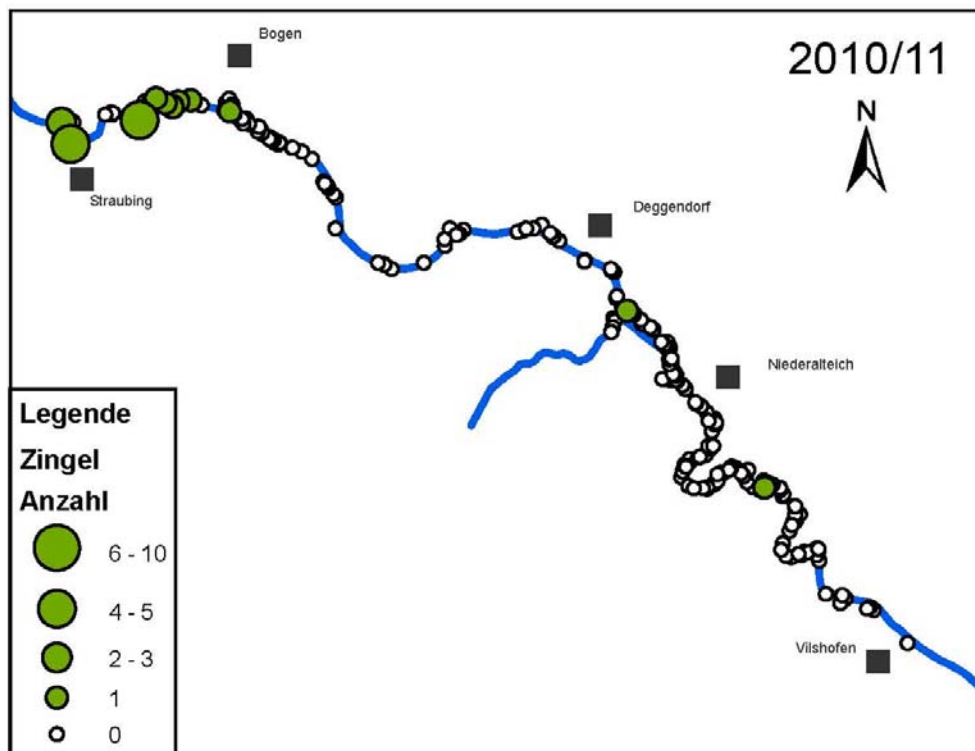 Bogen
2010/11
N
Straubing
Deggendorf
Niederalteich
Vilshofen
Legende
Zingel
Anzahl
6 - 10
4 - 5
2 - 3
1
0